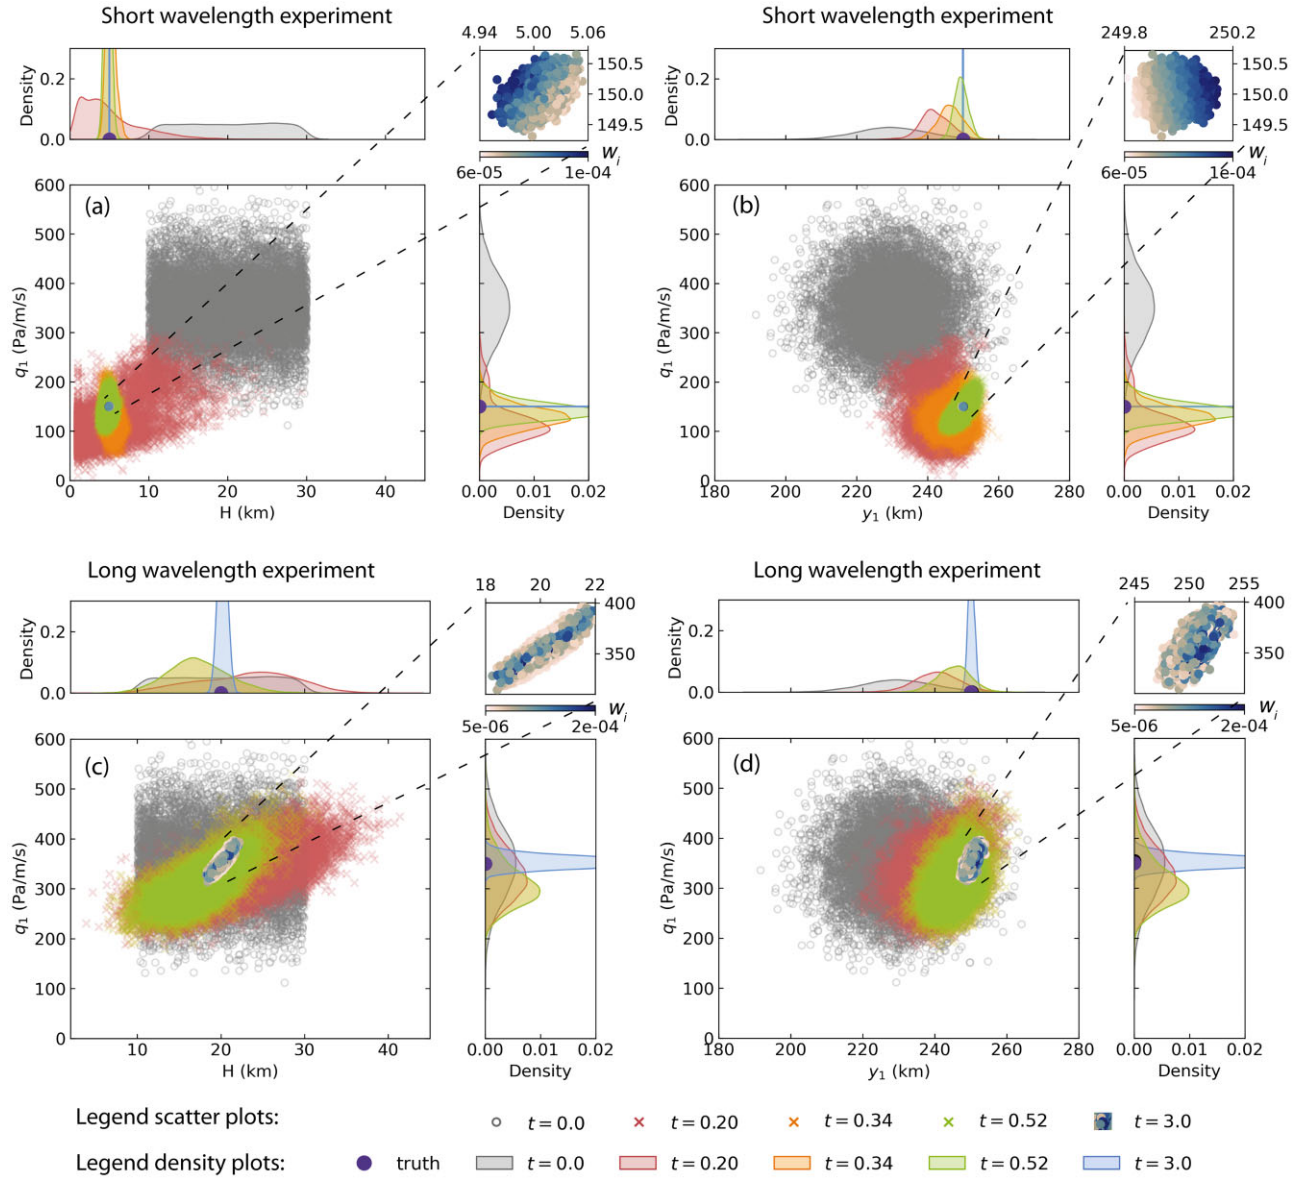 Short wavelength experiment
Short wavelength experiment
4.94 5.00 5.06
249.8 250.2
Density
0.2
0.0
150.5
150.0
149.5
Density
0.2
0.0
150.5
150.0
149.5
w_i
6e-05 1e-04
w_i
6e-05 1e-04
(a)
q₁ (Pa/m/s)
600
500
400
300
200
100
0
0 10 20 30 40
H (km)
0.00 0.01 0.02
Density
(b)
q₁ (Pa/m/s)
600
500
400
300
200
100
0
180 200 220 240 260 280
y₁ (km)
0.00 0.01 0.02
Density
Long wavelength experiment
Long wavelength experiment
18 20 22
245 250 255
Density
0.2
0.0
400
350
Density
0.2
0.0
400
350
w_i
5e-06 2e-04
w_i
5e-06 2e-04
(c)
q₁ (Pa/m/s)
600
500
400
300
200
100
0
10 20 30 40
H (km)
0.00 0.01 0.02
Density
(d)
q₁ (Pa/m/s)
600
500
400
300
200
100
0
180 200 220 240 260 280
y₁ (km)
0.00 0.01 0.02
Density
Legend scatter plots: t = 0.0 t = 0.20 t = 0.34 t = 0.52 t = 3.0
Legend density plots: truth t = 0.0 t = 0.20 t = 0.34 t = 0.52 t = 3.0